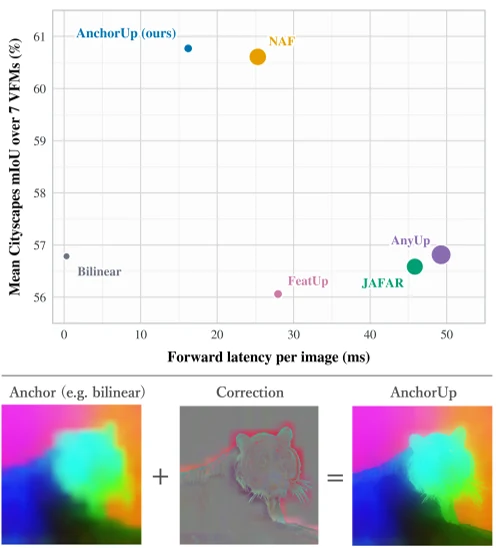 Mean Cityscapes mIoU over 7 VFMs (%)
61
60
59
58
57
56
AnchorUp (ours)
NAF
AnyUp
Bilinear
FeatUp
JAFAR
0 10 20 30 40 50
Forward latency per image (ms)
Anchor (e.g. bilinear) Correction AnchorUp
+ =